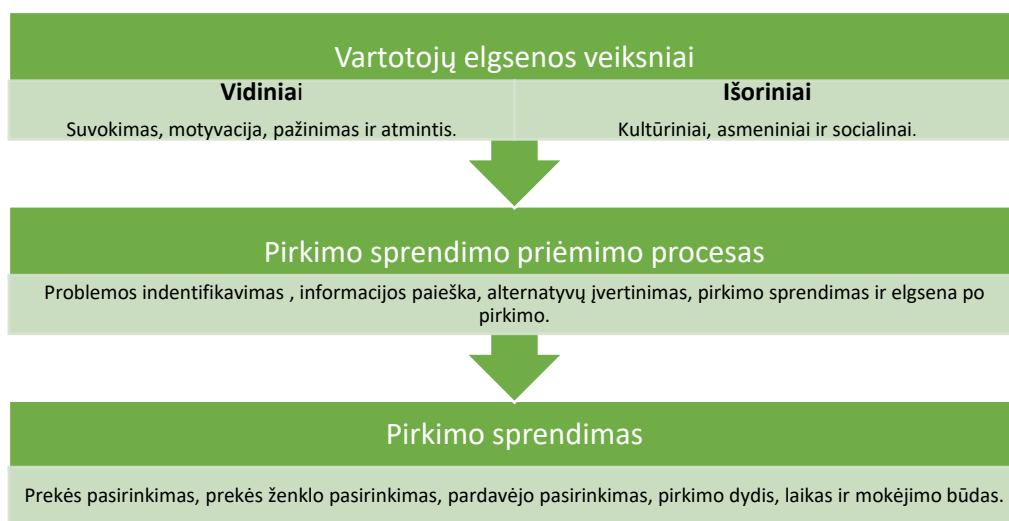 Vartotojų elgsenos veiksniai
Vidiniai
Suvokimas, motyvacija, pažinimas ir atmintis.
Išoriniai
Kultūriniai, asmeniniai ir socialinai.
Pirkimo sprendimo priėmimo procesas
Problemos indentifikavimas , informacijos paieška, alternatyvų įvertinimas, pirkimo sprendimas ir elgsena po
pirkimo.
Pirkimo sprendimas
Prekės pasirinkimas, prekės ženklo pasirinkimas, pardavėjo pasirinkimas, pirkimo dydis, laikas ir mokėjimo būdas.